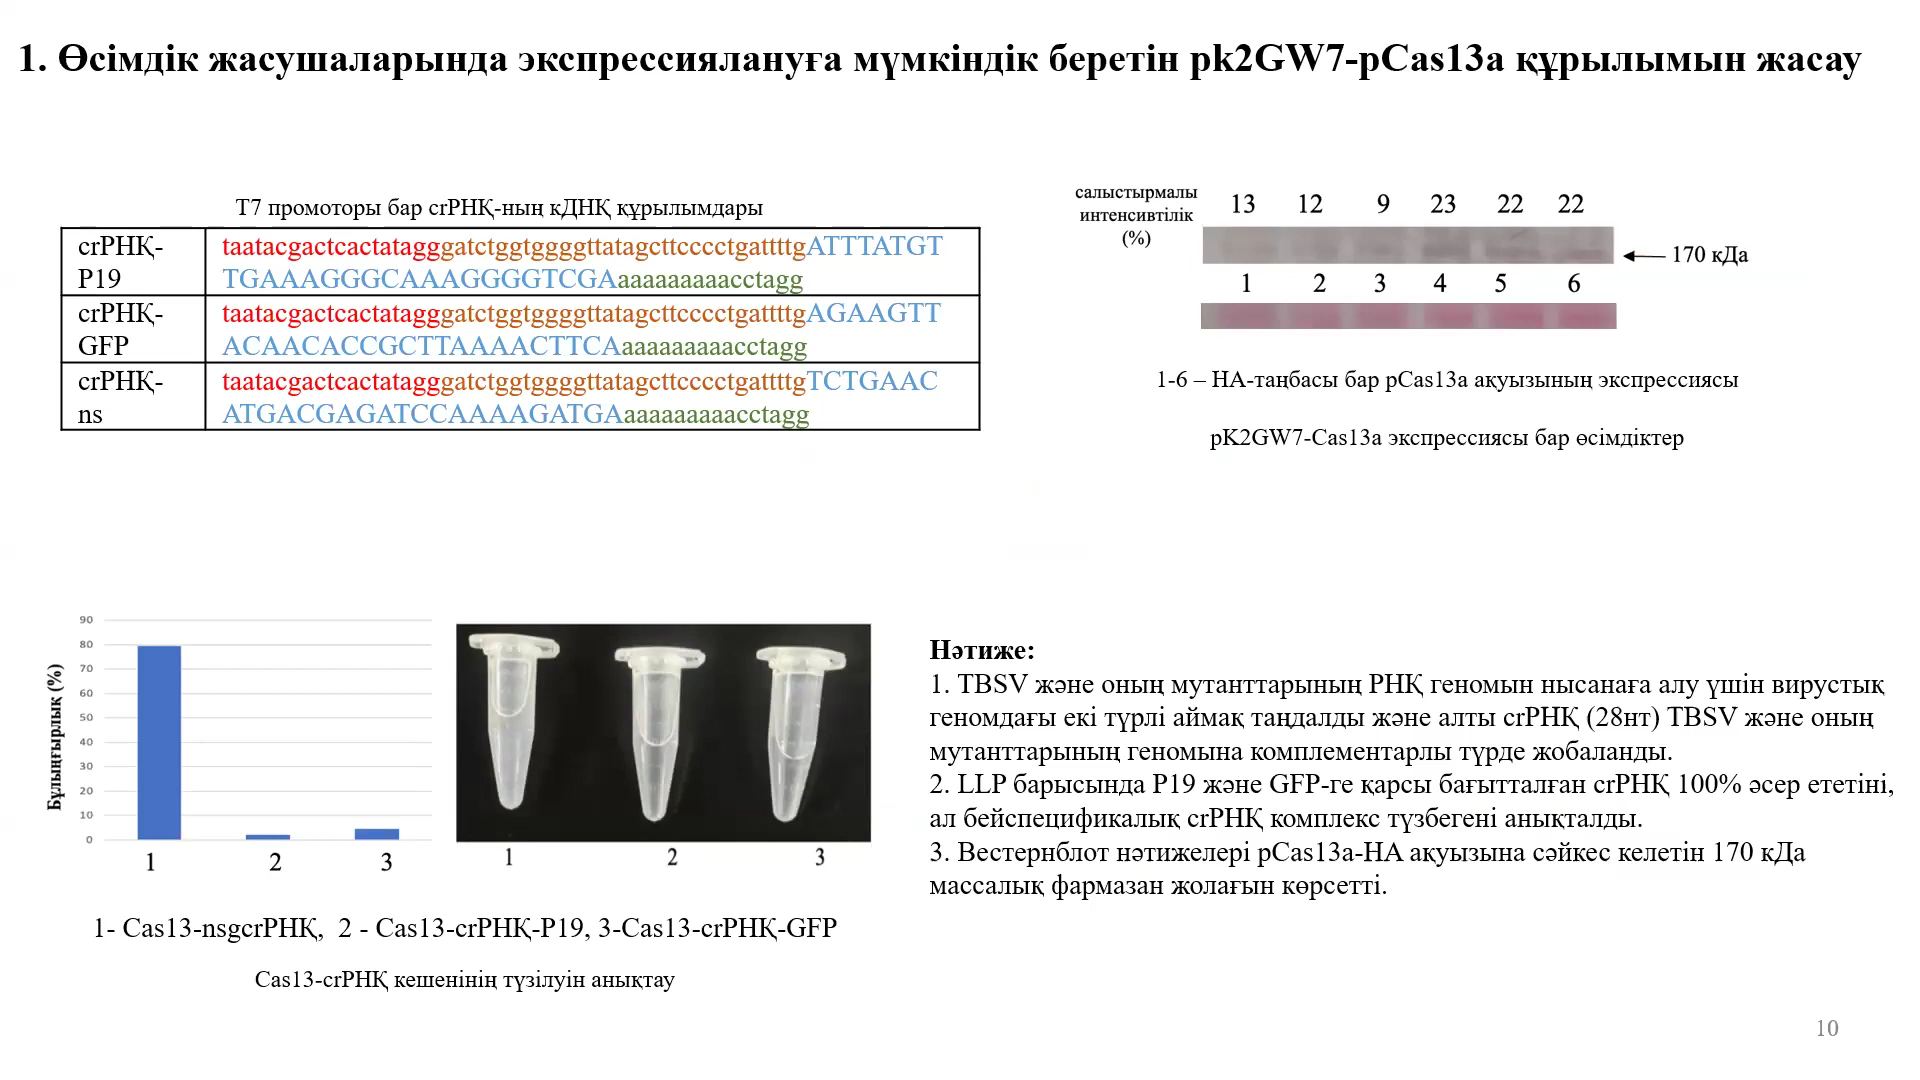 1. Өсімдік жасушаларында экспрессиялануға мүмкіндік беретін pk2GW7-pCas13a құрылымын жасау
Т7 промоторы бар crРНҚ-ның кДНҚ құрылымдары
crРНҚ-
P19
taatacgactcactatagggatctggtggggttatagcttcccctgattttgATTTATGT
TGAAAGGGCAAAGGGGTCGAaaaaaaaaacctagg
crРНҚ-
GFP
taatacgactcactatagggatctggtggggttatagcttcccctgattttgAGAAGTT
ACAACACCGCTTAAAACTTCAaaaaaaaaacctagg
crРНҚ-
ns
taatacgactcactatagggatctggtggggttatagcttcccctgattttgTCTGAAC
ATGACGAGATCCAAAAGATGAaaaaaaaaacctagg
салыстырмалы
интенсивтілік
(%)
13 12 9 23 22 22
170 кДа
1 2 3 4 5 6
1-6 – НА-таңбасы бар pCas13a ақуызының экспрессиясы
pK2GW7-Cas13a экспрессиясы бар өсімдіктер
Бұлыңғырлық (%)
90
80
70
60
50
40
30
20
10
0
1 2 3
1 2 3
1- Cas13-nsgcrРНҚ, 2 - Cas13-crРНҚ-P19, 3-Cas13-crРНҚ-GFP
Cas13-crРНҚ кешенінің түзілуін анықтау
Нәтиже:
1. TBSV және оның мутанттарының РНҚ геномын нысанаға алу үшін вирустық
геномдағы екі түрлі аймақ таңдалды және алты crРНҚ (28нт) TBSV және оның
мутанттарының геномына комплементарлы түрде жобаланды.
2. LLP барысында P19 және GFP-ге қарсы бағытталған crРНҚ 100% әсер ететіні,
ал бейспецификалық crРНҚ комплекс түзбегені анықталды.
3. Вестернблот нәтижелері pCas13a-HA ақуызына сәйкес келетін 170 кДа
массалық фармазан жолағын көрсетті.
10